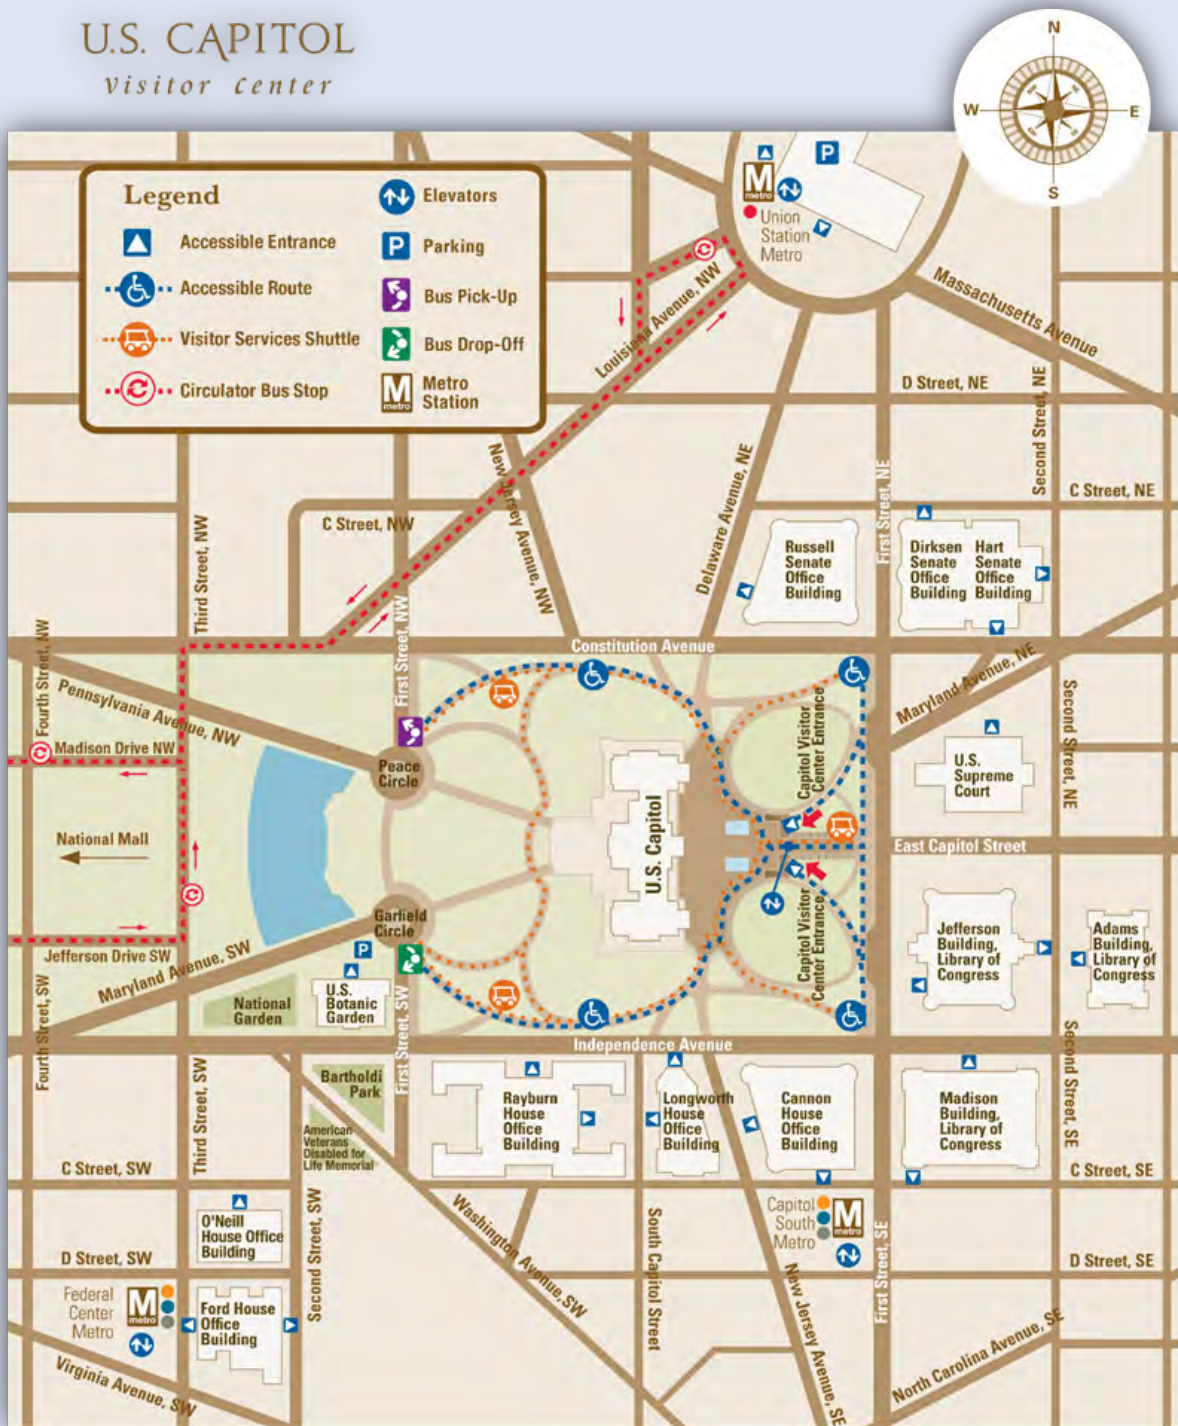 U.S. CAPITOL
Visitor Center
N
W
E
S
Legend
Accessible Entrance
Accessible Route
Visitor Services Shuttle
Circulator Bus Stop
Elevators
P
Parking
Bus Pick-Up
Bus Drop-Off
M
metro
Metro
Station
P
M
metro
Union
Station
Metro
Massachusetts Avenue
Louisiana Avenue, NW
D Street, NE
Second Street, NE
C Street, NE
New Jersey Avenue, NW
Delaware Avenue, NE
First Street, NE
C Street, NW
Third Street, NW
First Street, NW
Russell
Senate
Office
Building
Dirksen
Senate
Office
Building
Hart
Senate
Office
Building
Constitution Avenue
Maryland Avenue, NE
Fourth Street, NW
Pennsylvania Avenue, NW
Madison Drive NW
Peace
Circle
Capitol Visitor
Center Entrance
U.S.
Supreme
Court
Second Street, NE
National Mall
U.S. Capitol
East Capitol Street
Garfield
Circle
Jefferson Drive SW
Maryland Avenue, SW
P
Capitol Visitor
Center Entrance
Jefferson
Building,
Library of
Congress
Adams
Building,
Library of
Congress
National
Garden
U.S.
Botanic
Garden
Fourth Street, SW
First Street, SW
Independence Avenue
Second Street, SE
Third Street, SW
Bartholdi
Park
American
Veterans
Disabled for
Life Memorial
Rayburn
House
Office
Building
Longworth
House
Office
Building
Cannon
House
Office
Building
Madison
Building,
Library of
Congress
C Street, SW
C Street, SE
O'Neill
House Office
Building
Second Street, SW
Washington Avenue, SW
South Capitol Street
Capitol
South
Metro
M
metro
First Street, SE
D Street, SW
D Street, SE
Federal
Center
Metro
M
metro
Ford House
Office
Building
New Jersey Avenue, SE
North Carolina Avenue, SE
Virginia Avenue, SW